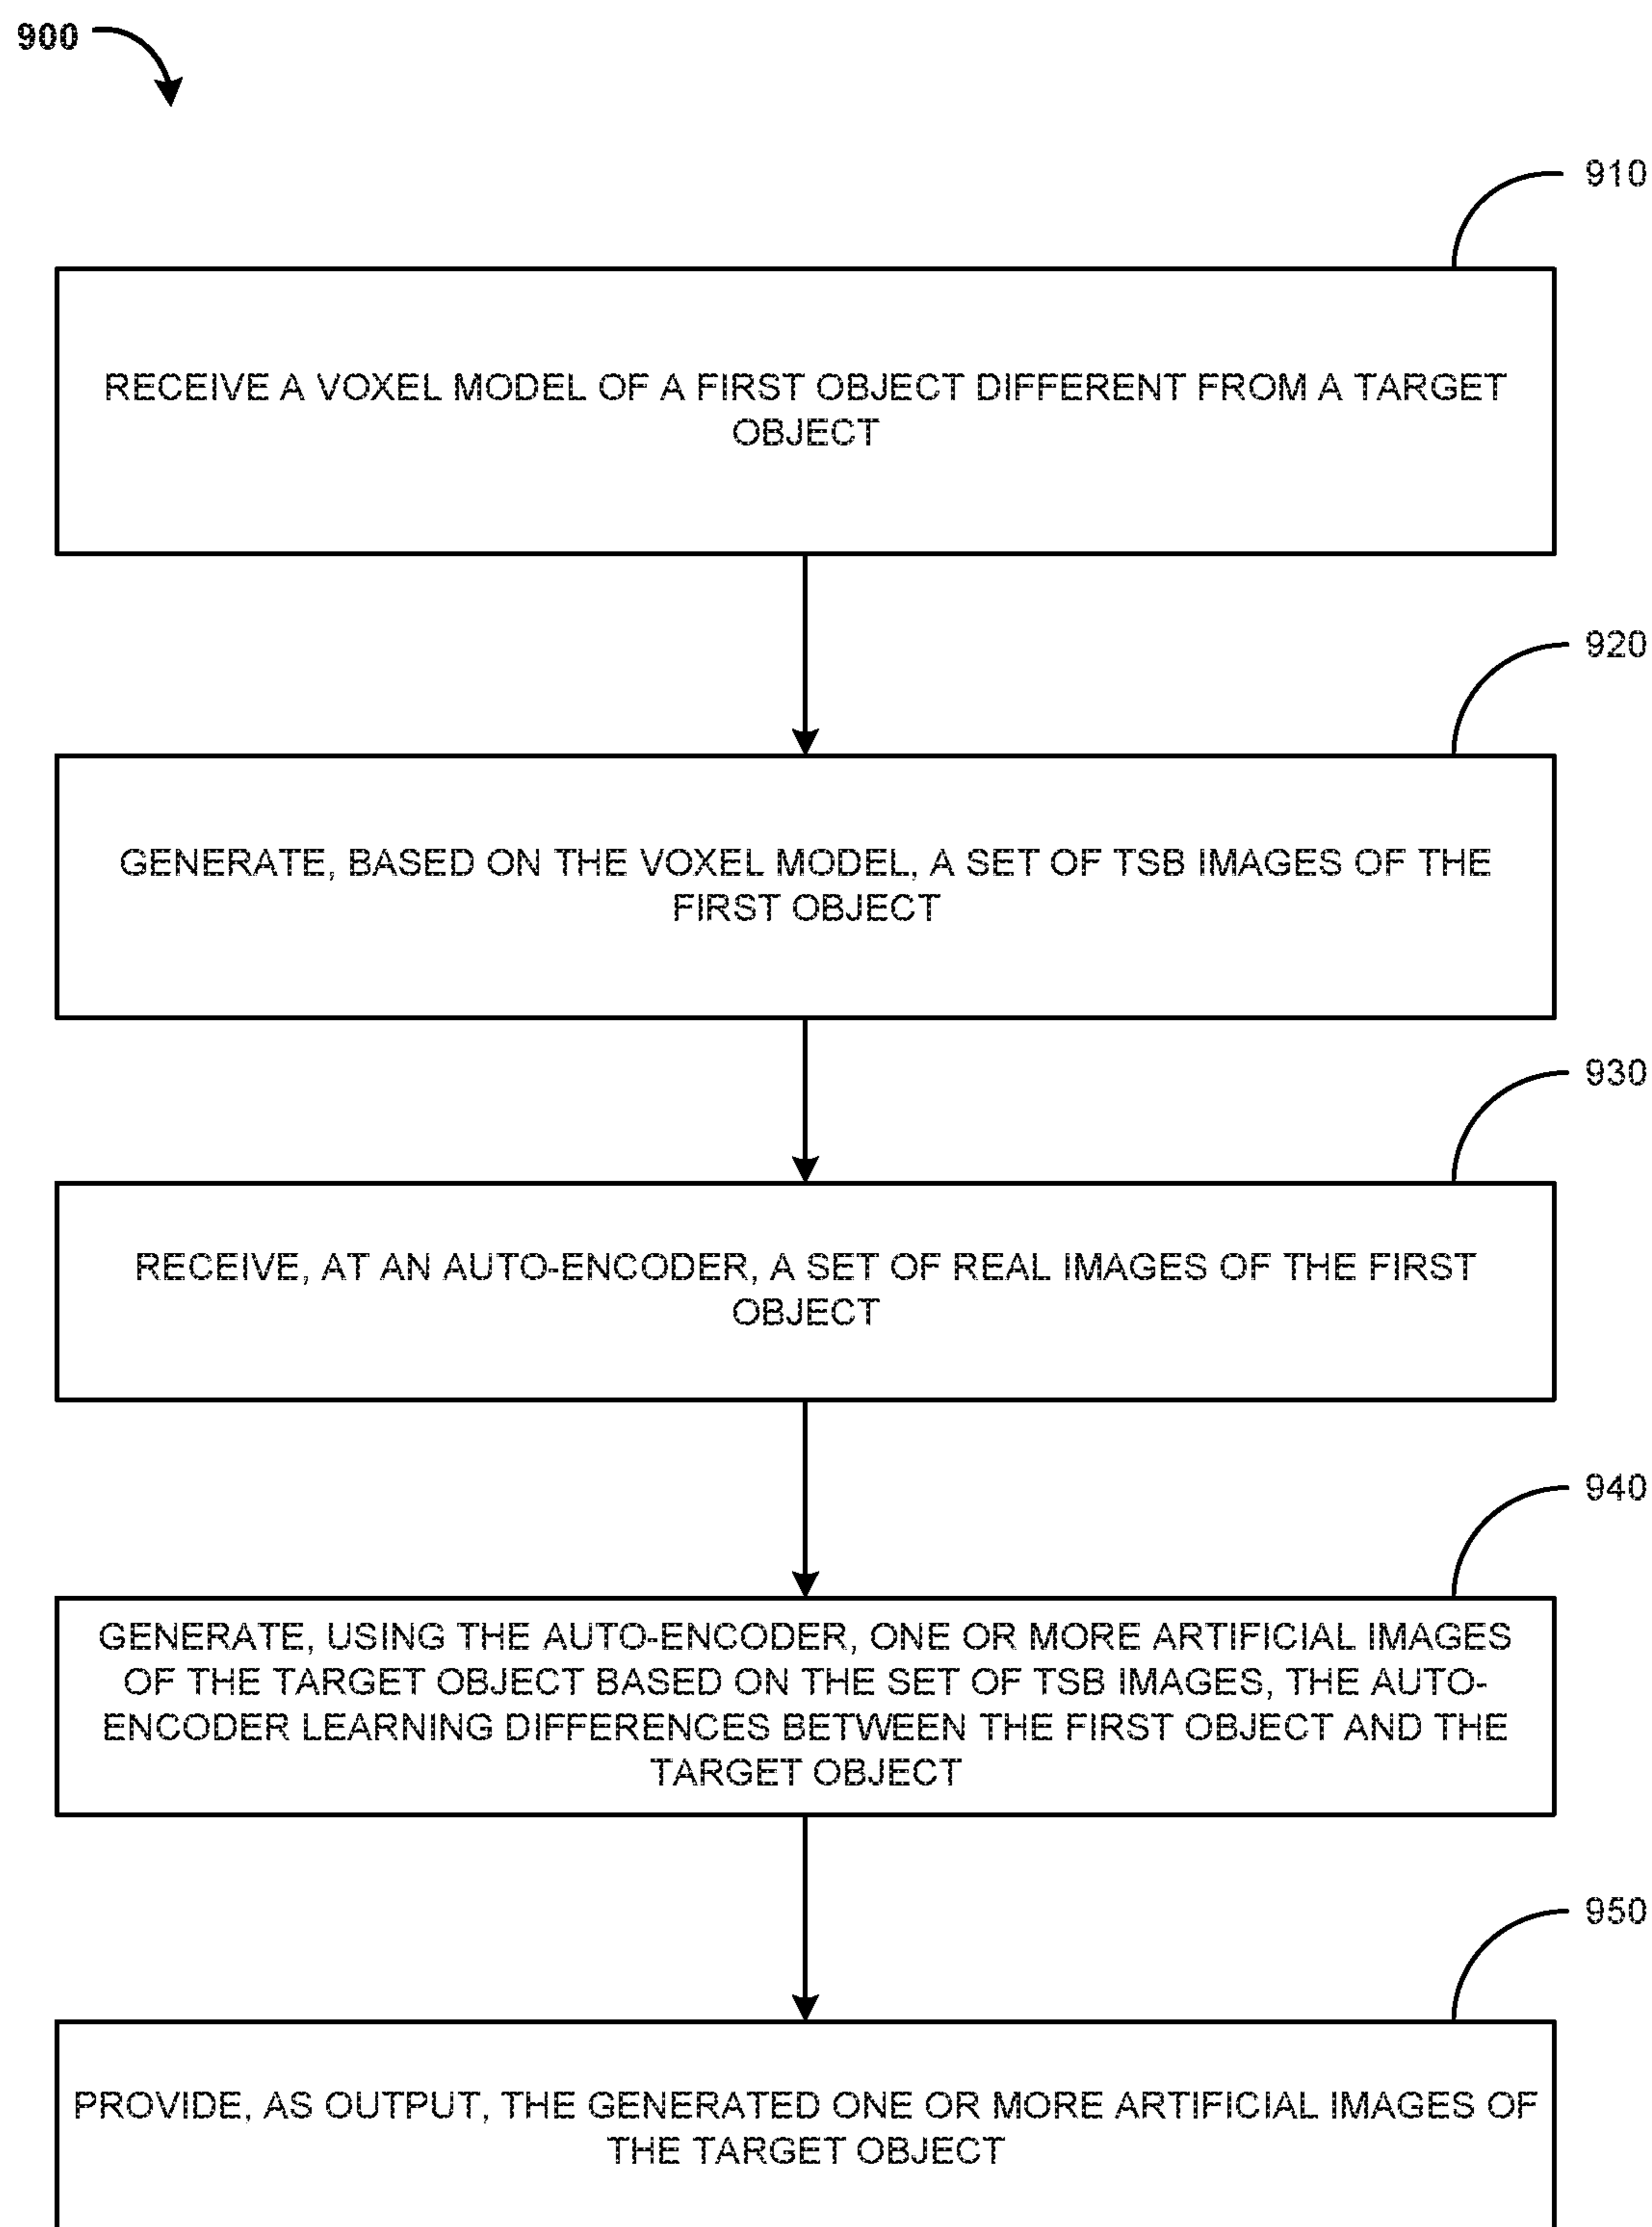 900
910
RECEIVE A VOXEL MODEL OF A FIRST OBJECT DIFFERENT FROM A TARGET
OBJECT
920
GENERATE, BASED ON THE VOXEL MODEL, A SET OF TSB IMAGES OF THE
FIRST OBJECT
930
RECEIVE, AT AN AUTO-ENCODER, A SET OF REAL IMAGES OF THE FIRST
OBJECT
940
GENERATE, USING THE AUTO-ENCODER, ONE OR MORE ARTIFICIAL IMAGES
OF THE TARGET OBJECT BASED ON THE SET OF TSB IMAGES, THE AUTO-
ENCODER LEARNING DIFFERENCES BETWEEN THE FIRST OBJECT AND THE
TARGET OBJECT
950
PROVIDE, AS OUTPUT, THE GENERATED ONE OR MORE ARTIFICIAL IMAGES OF
THE TARGET OBJECT